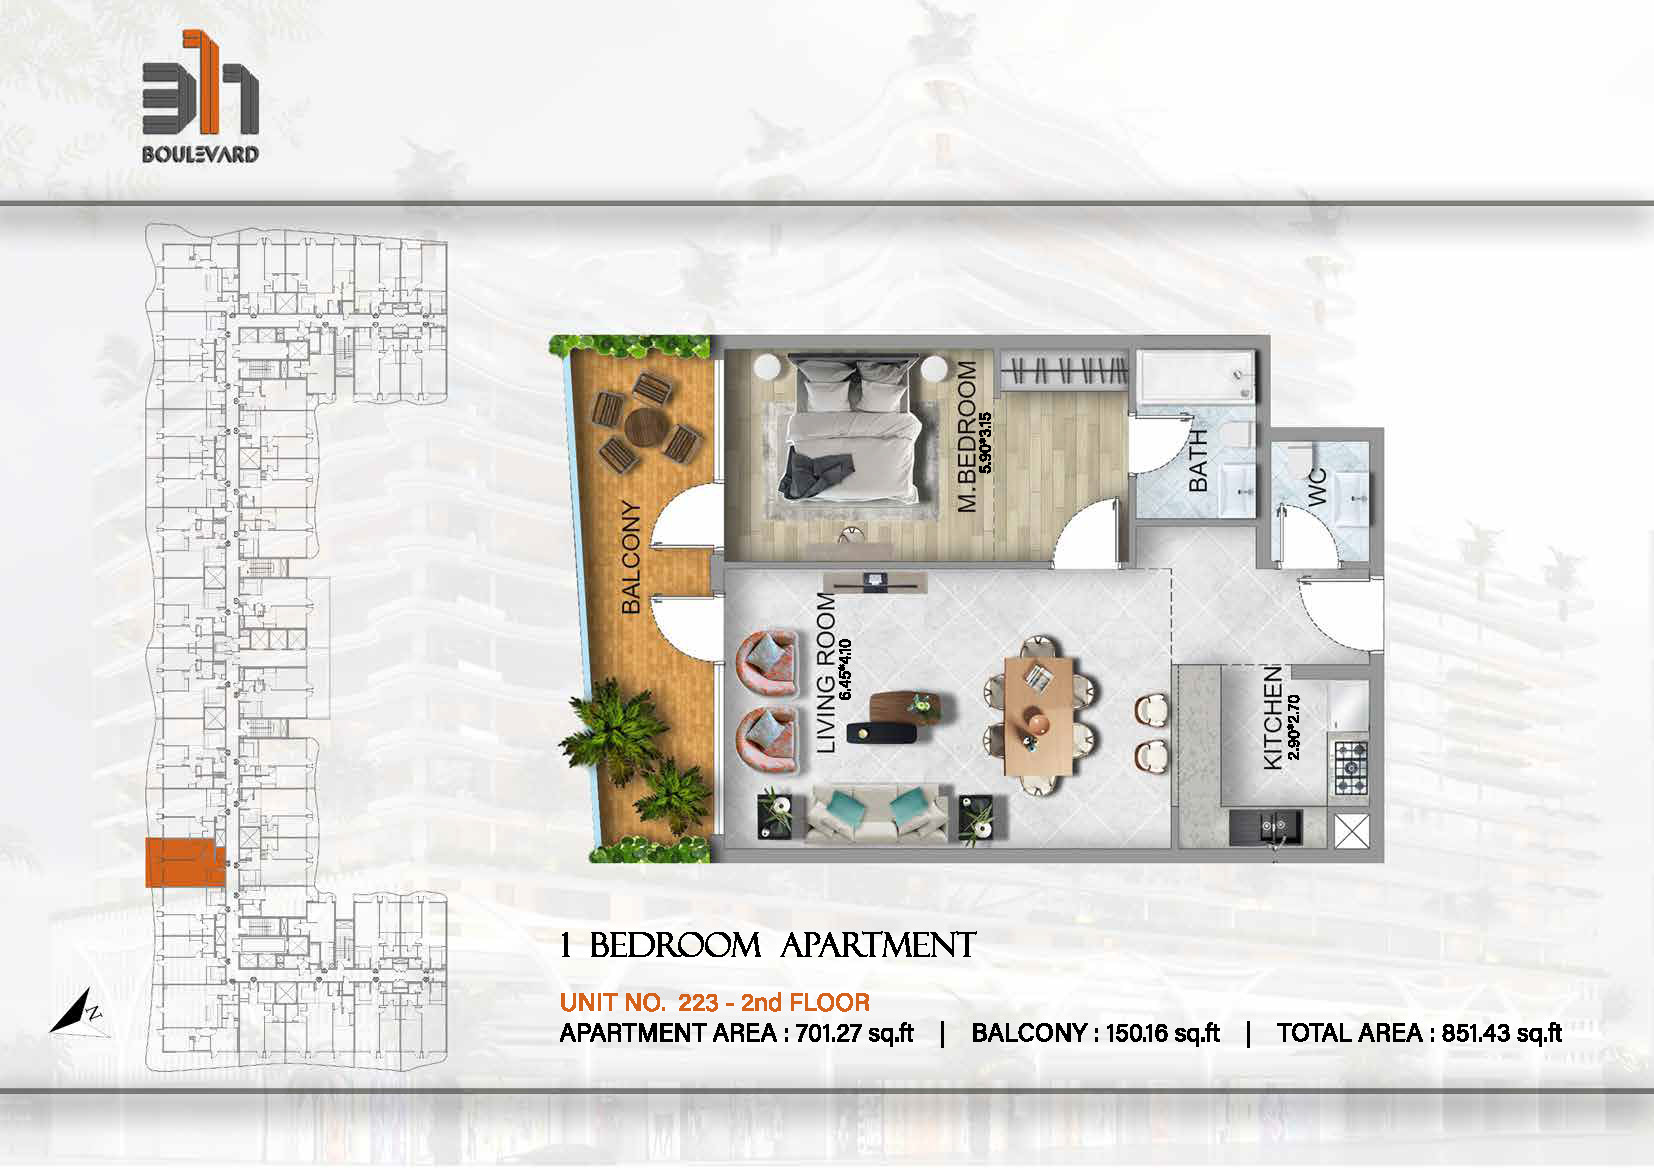 311
BOULEVARD
BALCONY
M.BEDROOM
5.90*3.15
BATH
WC
LIVING ROOM
6.45*4.10
KITCHEN
2.90*2.70
N
1 BEDROOM APARTMENT
UNIT NO. 223 - 2nd FLOOR
APARTMENT AREA : 701.27 sq.ft | BALCONY : 150.16 sq.ft | TOTAL AREA : 851.43 sq.ft